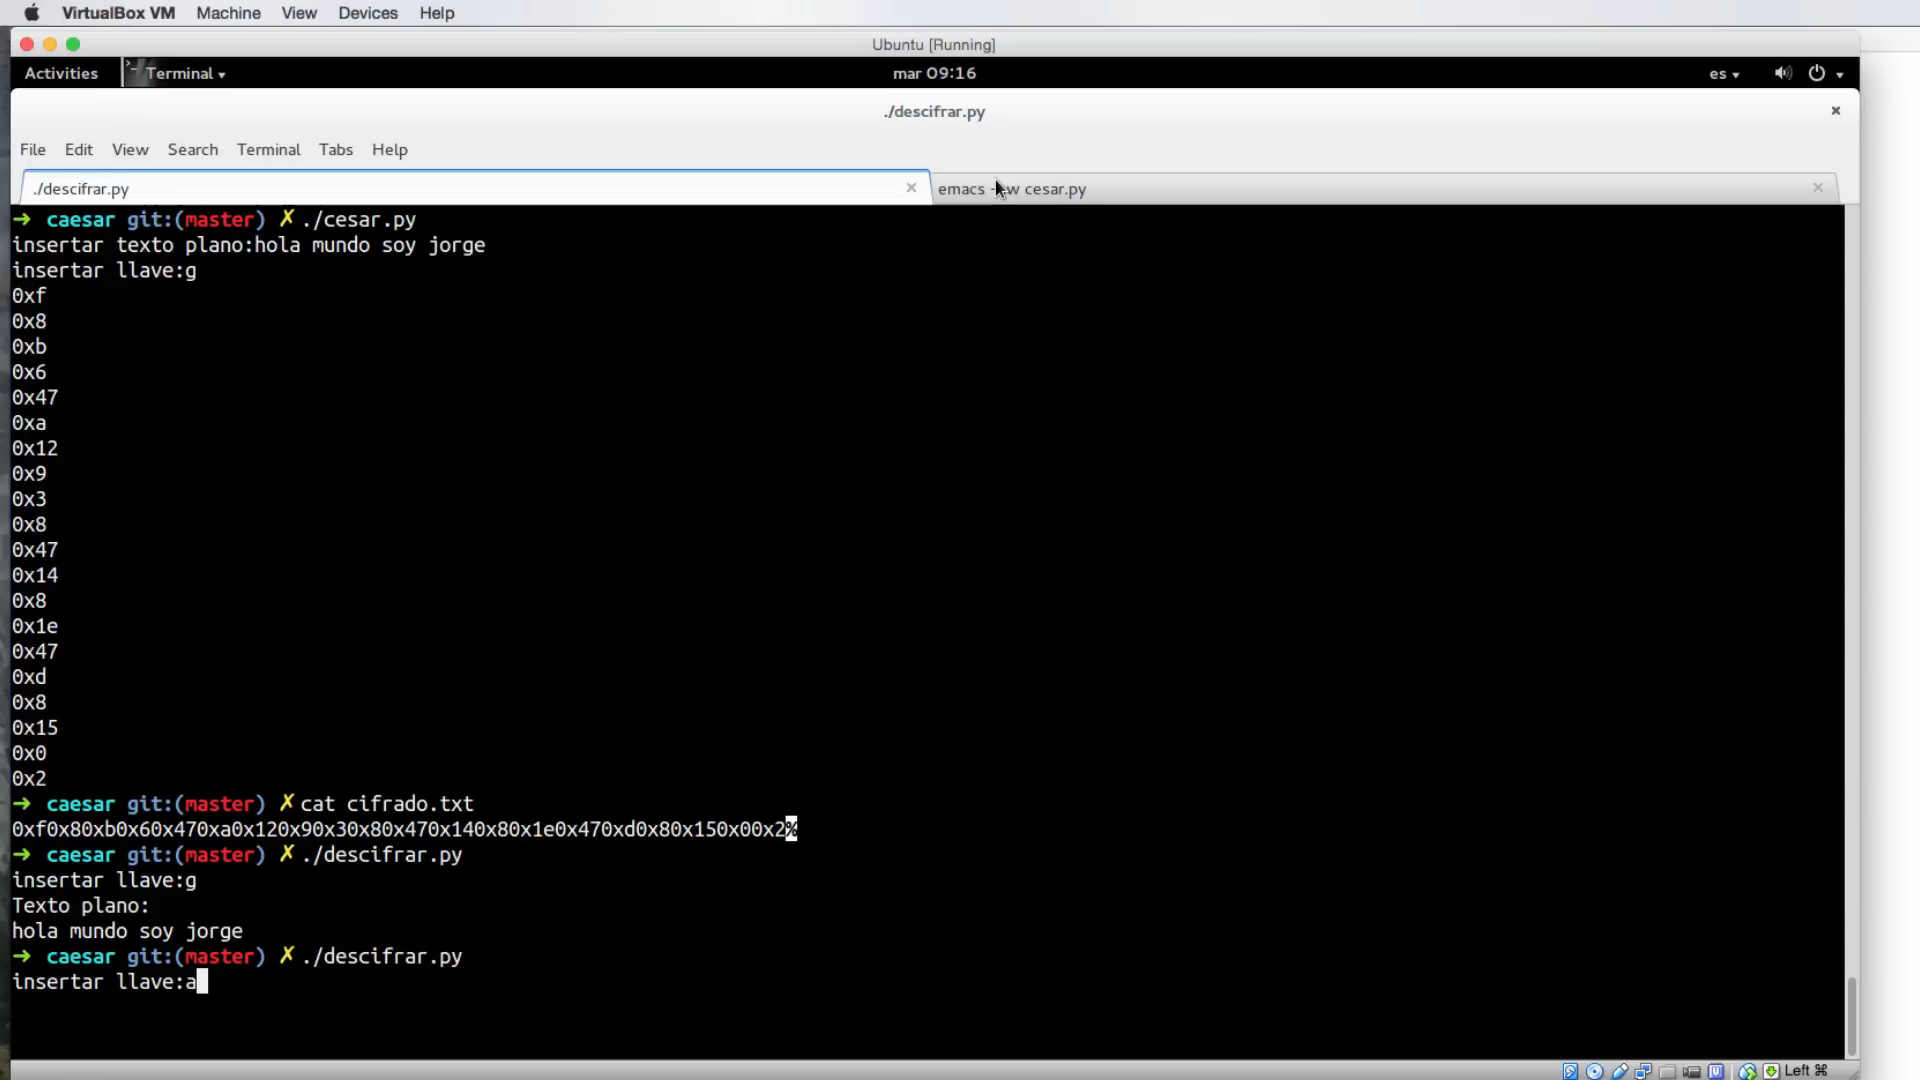 VirtualBox VM Machine View Devices Help
Ubuntu [Running]
Activities Terminal mar 09:16 es
./descifrar.py
File Edit View Search Terminal Tabs Help
./descifrar.py emacs w cesar.py
→ caesar git:(master) ✗ ./cesar.py
insertar texto plano:hola mundo soy jorge
insertar llave:g
0xf
0x8
0xb
0x6
0x47
0xa
0x12
0x9
0x3
0x8
0x47
0x14
0x8
0x1e
0x47
0xd
0x8
0x15
0x0
0x2
→ caesar git:(master) ✗ cat cifrado.txt
0xf0x80xb0x60x470xa0x120x90x30x80x470x140x80x1e0x470xd0x80x150x00x2%
→ caesar git:(master) ✗ ./descifrar.py
insertar llave:g
Texto plano:
hola mundo soy jorge
→ caesar git:(master) ✗ ./descifrar.py
insertar llave:a
Left ⌘